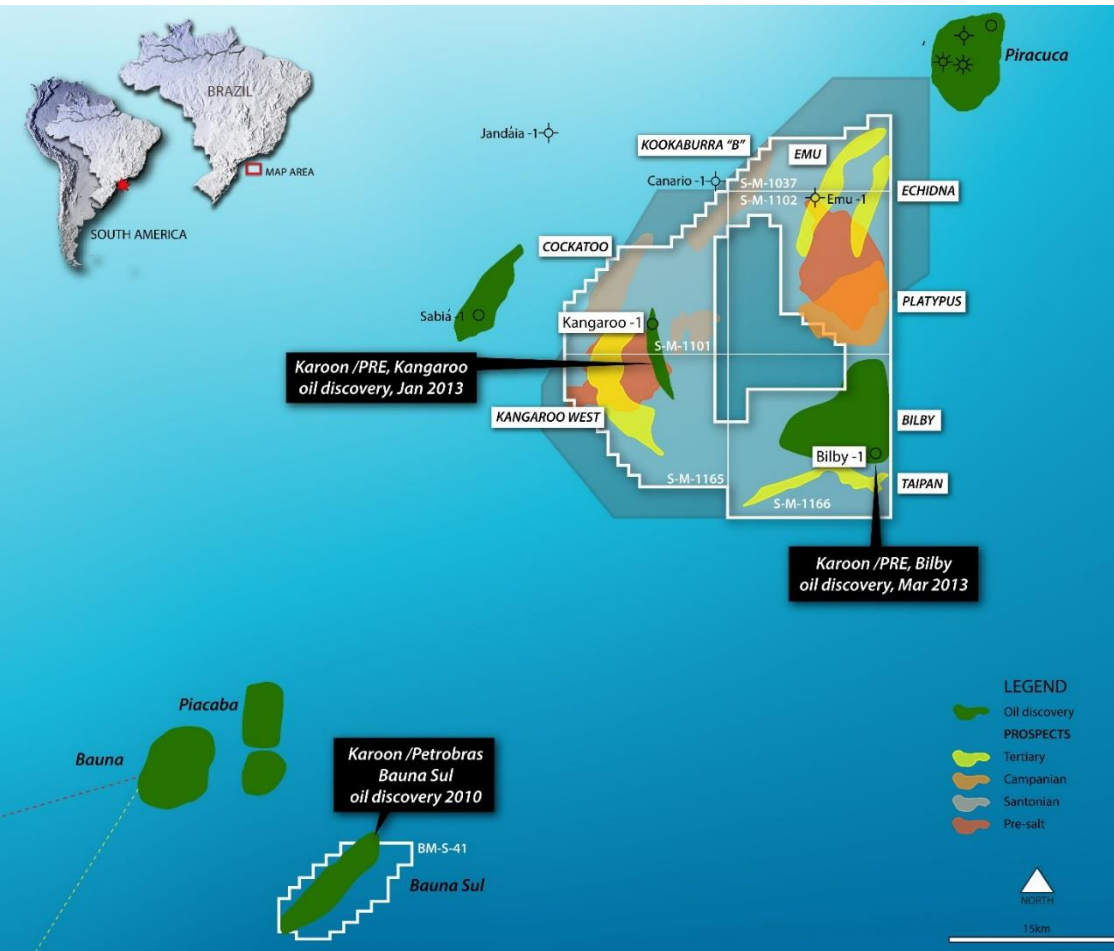 BRAZIL
MAP AREA
SOUTH AMERICA
Piracuca
Jandáia -1
KOOKABURRA "B"
EMU
Canario -1
S-M-1037
S-M-1102
Emu -1
ECHIDNA
COCKATOO
Sabiá -1
Kangaroo -1
PLATYPUS
S-M-1101
Karoon /PRE, Kangaroo
oil discovery, Jan 2013
KANGAROO WEST
BILBY
Bilby -1
S-M-1165
TAIPAN
S-M-1166
Karoon /PRE, Bilby
oil discovery, Mar 2013
Piacaba
Bauna
Karoon /Petrobras
Bauna Sul
oil discovery 2010
BM-S-41
Bauna Sul
LEGEND
Oil discovery
PROSPECTS
Tertiary
Campanian
Santonian
Pre-salt
NORTH
15km